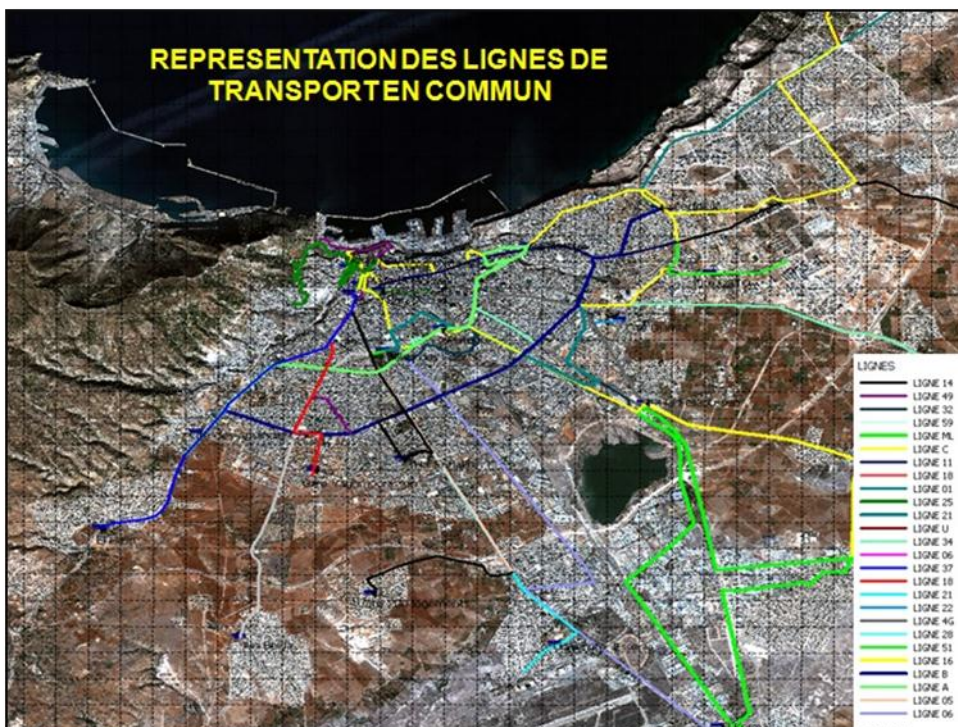 REPRESENTATION DES LIGNES DE
TRANSPORT EN COMMUN
LIGNES
LIGNE 14
LIGNE 49
LIGNE 32
LIGNE 59
LIGNE ML
LIGNE C
LIGNE 11
LIGNE 18
LIGNE 01
LIGNE 25
LIGNE 21
LIGNE U
LIGNE 34
LIGNE 06
LIGNE 37
LIGNE 18
LIGNE 21
LIGNE 22
LIGNE 4G
LIGNE 28
LIGNE 51
LIGNE 16
LIGNE B
LIGNE A
LIGNE 05
LIGNE 06